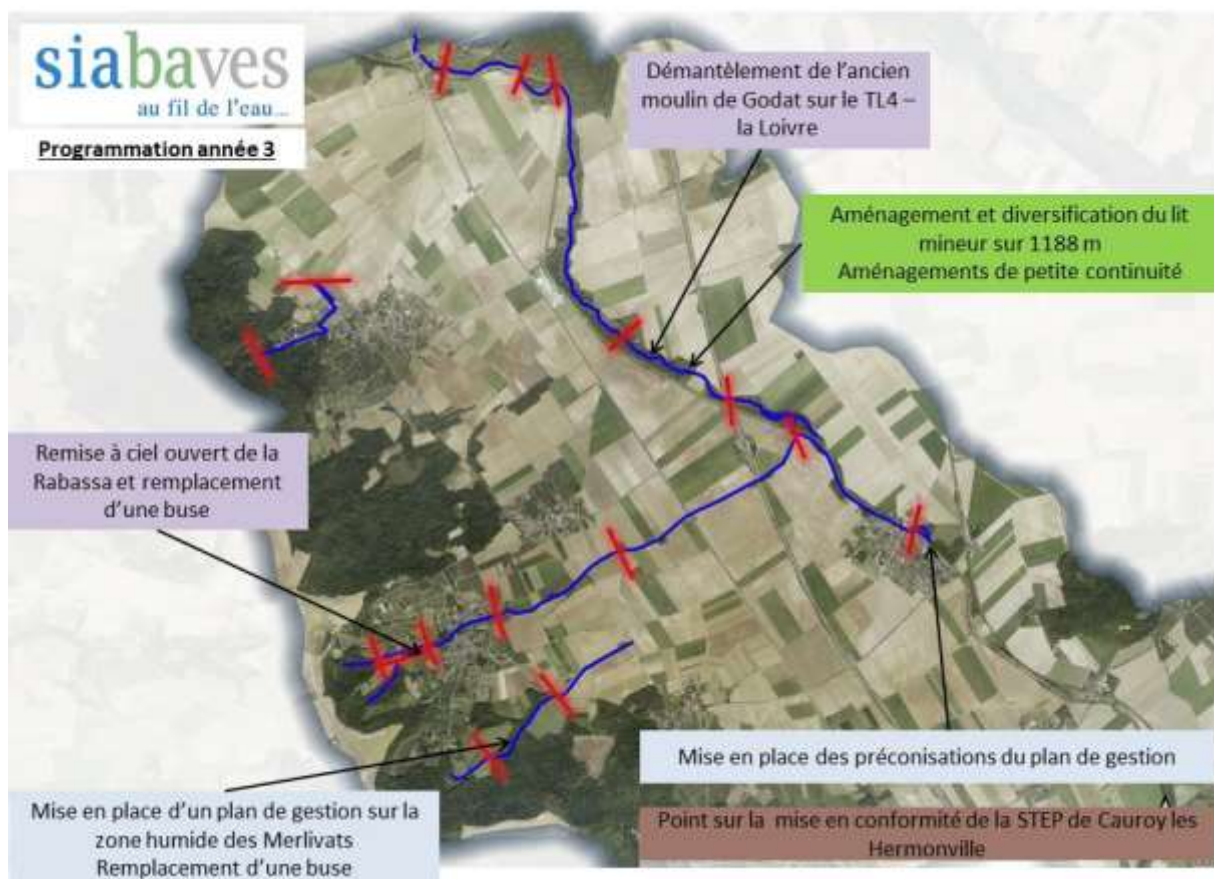 siabaves
au fil de l'eau...
Programmation année 3
Démantèlement de l'ancien
moulin de Godat sur le TL4 –
la Loivre
Aménagement et diversification du lit
mineur sur 1188 m
Aménagements de petite continuité
Remise à ciel ouvert de la
Rabassa et remplacement
d'une buse
Mise en place des préconisations du plan de gestion
Mise en place d'un plan de gestion sur la
zone humide des Merlivats
Remplacement d'une buse
Point sur la mise en conformité de la STEP de Cauroy les
Hermonville